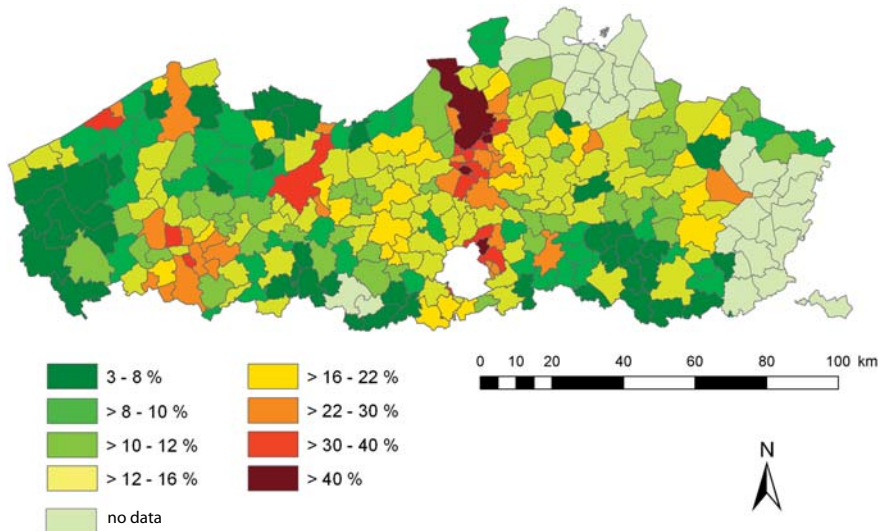 3 - 8 %
> 8 - 10 %
> 10 - 12 %
> 12 - 16%
no data
> 16 - 22 %
> 22 - 30 %
> 30 - 40 %
> 40 %
0 10 20 40 60 80 100 km
N